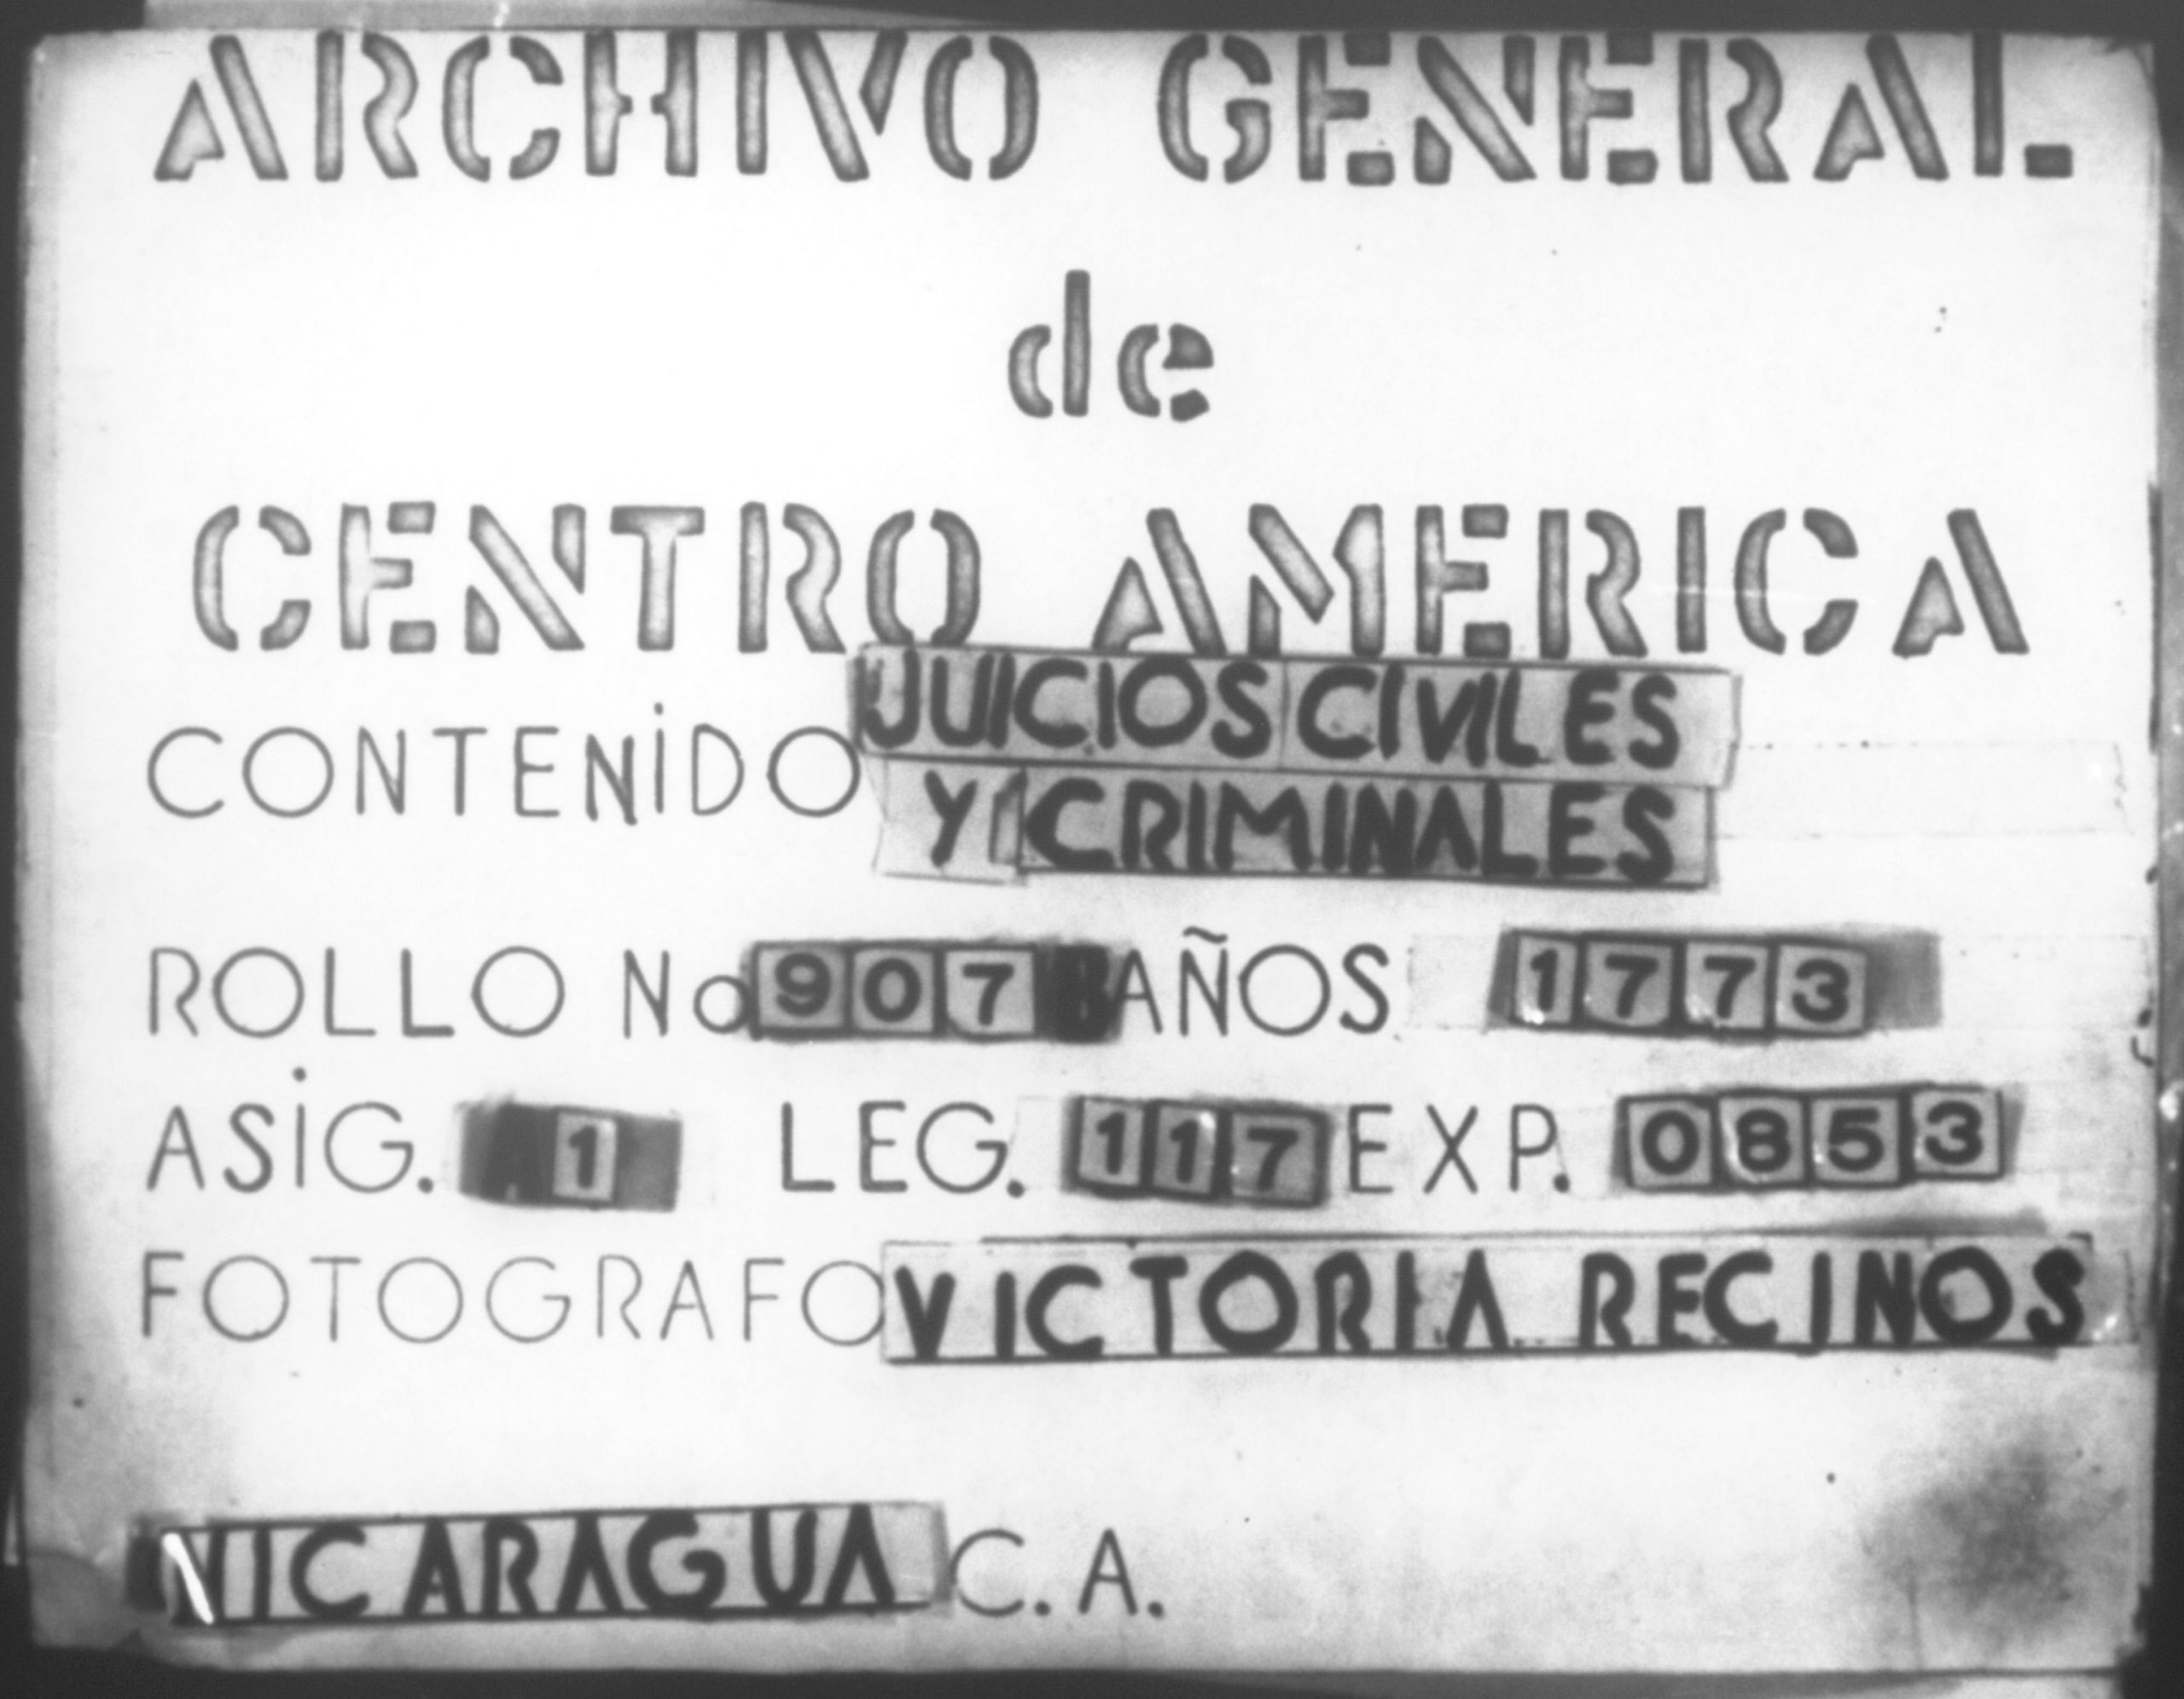 ARCHIVO GENERAL
de
CENTRO AMERICA
CONTENIDO JUICIOS CIVILES
Y CRIMINALES
ROLLO No. 907 AÑOS 1773
ASIG. 1 LEG. 117 EXP. 0853
FOTOGRAFO VICTORIA RECINOS
NICARAGUA C. A.